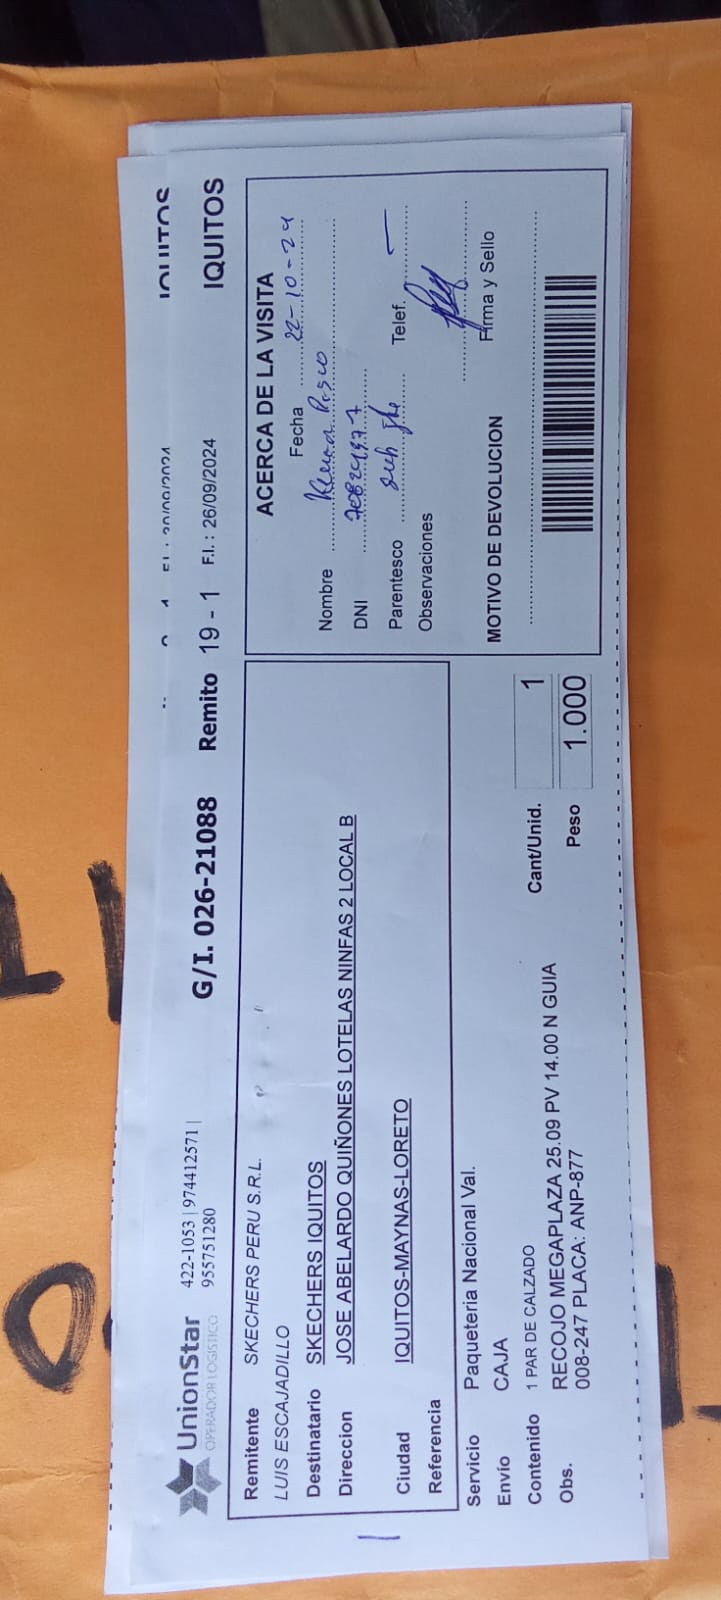 UnionStar
OPERADOR LOGISTICO
422-1053 | 974412571 |
955751280
G/I. 026-21088 Remito 19 - 1 F.I. : 26/09/2024 IQUITOS
IQUITOS
Remitente SKECHERS PERU S.R.L.
LUIS ESCAJADILLO
Destinatario SKECHERS IQUITOS
Direccion JOSE ABELARDO QUIÑONES LOTELAS NINFAS 2 LOCAL B
Ciudad IQUITOS-MAYNAS-LORETO
Referencia
Servicio Paqueteria Nacional Val.
Envío CAJA
Contenido 1 PAR DE CALZADO
Obs. RECOJO MEGAPLAZA 25.09 PV 14.00 N GUIA
008-247 PLACA: ANP-877
Cant/Unid. 1
Peso 1.000
ACERCA DE LA VISITA
Fecha 22-10-24
Nombre
DNI
Parentesco Telef. —
Observaciones
Firma y Sello
MOTIVO DE DEVOLUCION